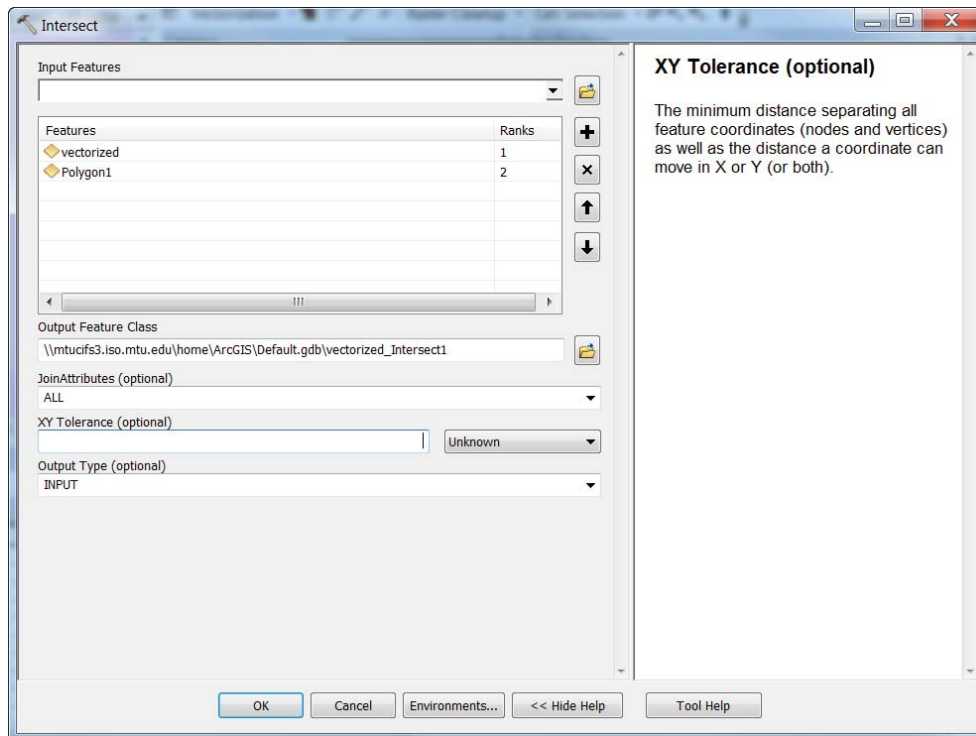 Intersect
Input Features
Features Ranks
vectorized 1
Polygon1 2
Output Feature Class
\\mtucifs3.iso.mtu.edu\home\ArcGIS\Default.gdb\vectorized_Intersect1
JoinAttributes (optional)
ALL
XY Tolerance (optional)
Unknown
Output Type (optional)
INPUT
XY Tolerance (optional)
The minimum distance separating all
feature coordinates (nodes and vertices)
as well as the distance a coordinate can
move in X or Y (or both).
OK Cancel Environments... << Hide Help Tool Help